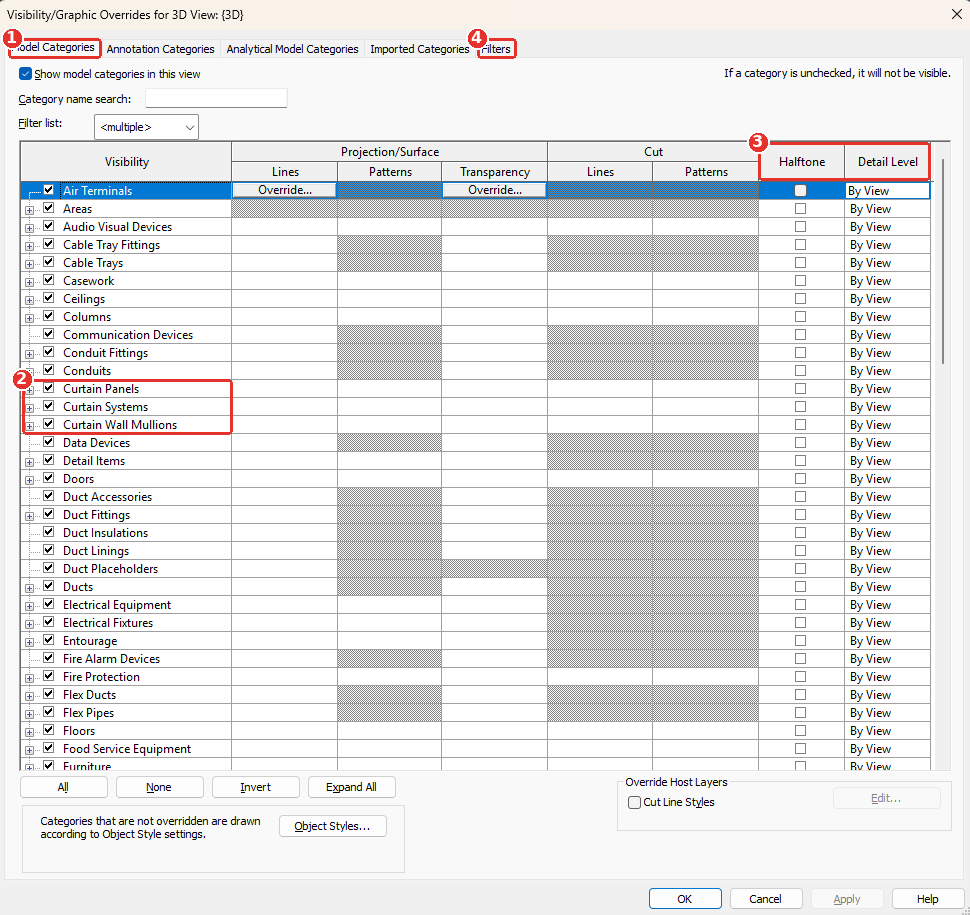 Visibility/Graphic Overrides for 3D View: {3D}
1 4
odel Categories Annotation Categories Analytical Model Categories Imported Categories Filters
Show model categories in this view If a category is unchecked, it will not be visible.
Category name search:
Filter list: <multiple>
3
Visibility Projection/Surface Cut Halftone Detail Level
Lines Patterns Transparency Lines Patterns
Air Terminals Override... Override... By View
Areas By View
Audio Visual Devices By View
Cable Tray Fittings By View
Cable Trays By View
Casework By View
Ceilings By View
Columns By View
Communication Devices By View
Conduit Fittings By View
Conduits By View
2
Curtain Panels By View
Curtain Systems By View
Curtain Wall Mullions By View
Data Devices By View
Detail Items By View
Doors By View
Duct Accessories By View
Duct Fittings By View
Duct Insulations By View
Duct Linings By View
Duct Placeholders By View
Ducts By View
Electrical Equipment By View
Electrical Fixtures By View
Entourage By View
Fire Alarm Devices By View
Fire Protection By View
Flex Ducts By View
Flex Pipes By View
Floors By View
Food Service Equipment By View
Furniture By View
All None Invert Expand All
Override Host Layers
Cut Line Styles Edit...
Categories that are not overridden are drawn
according to Object Style settings.
Object Styles...
OK Cancel Apply Help